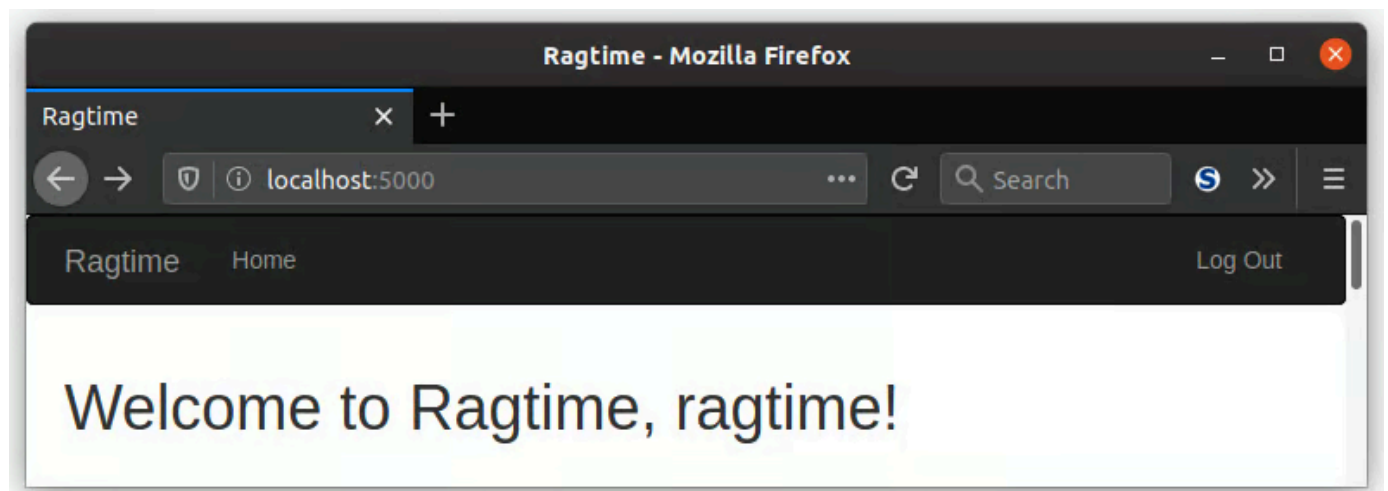 Ragtime - Mozilla Firefox
Ragtime
localhost:5000
Search
Ragtime Home Log Out
Welcome to Ragtime, ragtime!